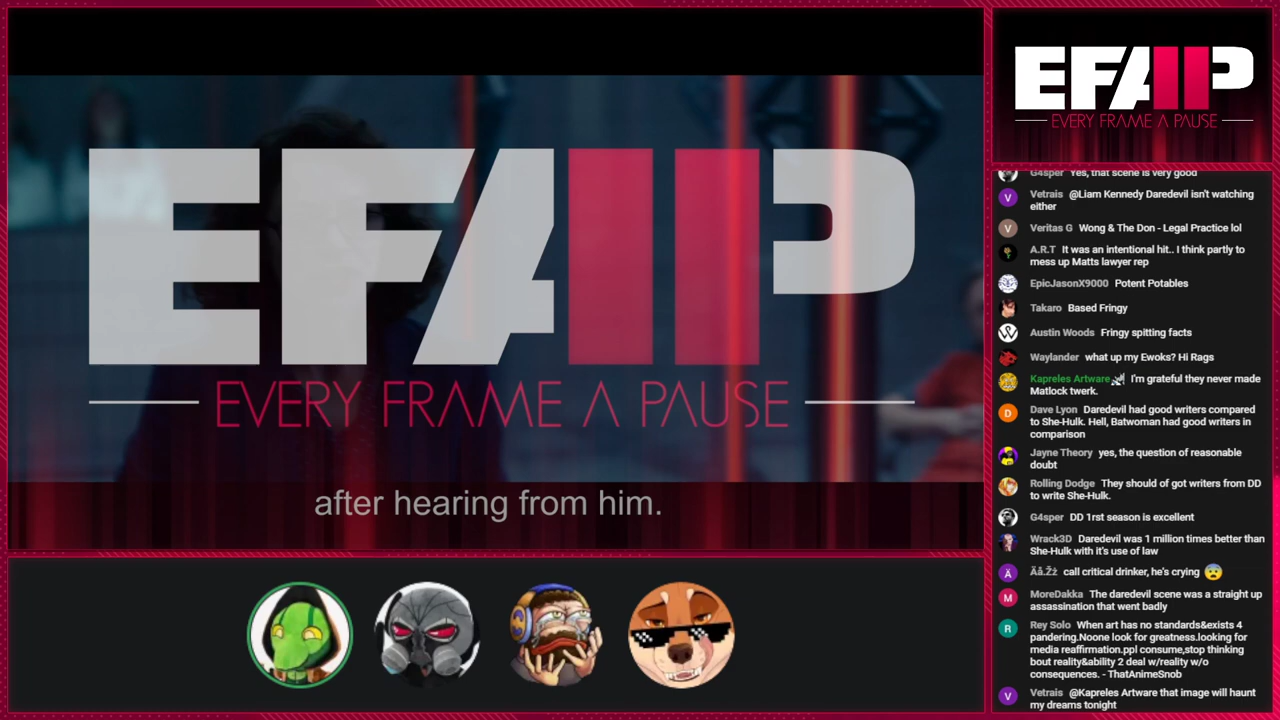 EFAP
EVERY FRAME A PAUSE
after hearing from him.
EFAP
EVERY FRAME A PAUSE
G4sper Yes, that scene is very good
Vetrais @Liam Kennedy Daredevil isn't watching
either
Veritas G Wong & The Don - Legal Practice lol
A.R.T It was an intentional hit.. I think partly to
mess up Matts lawyer rep
EpicJasonX9000 Potent Potables
Takaro Based Fringy
Austin Woods Fringy spitting facts
Waylander what up my Ewoks? Hi Rags
Kapreles Artware I'm grateful they never made
Matlock twerk.
Dave Lyon Daredevil had good writers compared
to She-Hulk. Hell, Batwoman had good writers in
comparison
Jayne Theory yes, the question of reasonable
doubt
Rolling Dodge They should of got writers from DD
to write She-Hulk.
G4sper DD 1rst season is excellent
Wrack3D Daredevil was 1 million times better than
She-Hulk with it's use of law
Äå.Žż call critical drinker, he's crying 😨
MoreDakka The daredevil scene was a straight up
assassination that went badly
Rey Solo When art has no standards&exists 4
pandering.Noone look for greatness.looking for
media reaffirmation.ppl consume,stop thinking
bout reality&ability 2 deal w/reality w/o
consequences. - ThatAnimeSnob
Vetrais @Kapreles Artware that image will haunt
my dreams tonight